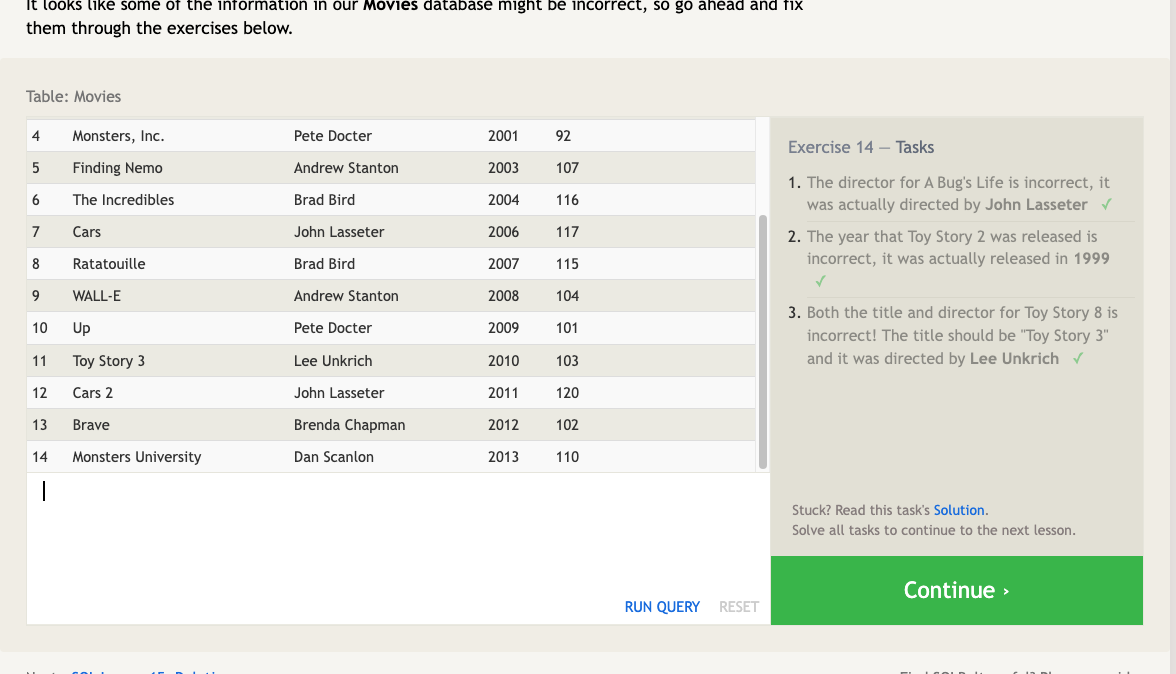 It looks like some of the information in our Movies database might be incorrect, so go ahead and fix
them through the exercises below.
Table: Movies
4 Monsters, Inc. Pete Docter 2001 92
5 Finding Nemo Andrew Stanton 2003 107
6 The Incredibles Brad Bird 2004 116
7 Cars John Lasseter 2006 117
8 Ratatouille Brad Bird 2007 115
9 WALL-E Andrew Stanton 2008 104
10 Up Pete Docter 2009 101
11 Toy Story 3 Lee Unkrich 2010 103
12 Cars 2 John Lasseter 2011 120
13 Brave Brenda Chapman 2012 102
14 Monsters University Dan Scanlon 2013 110
RUN QUERY RESET
Exercise 14 — Tasks
1. The director for A Bug's Life is incorrect, it
was actually directed by John Lasseter ✓
2. The year that Toy Story 2 was released is
incorrect, it was actually released in 1999
✓
3. Both the title and director for Toy Story 8 is
incorrect! The title should be "Toy Story 3"
and it was directed by Lee Unkrich ✓
Stuck? Read this task's Solution.
Solve all tasks to continue to the next lesson.
Continue ›